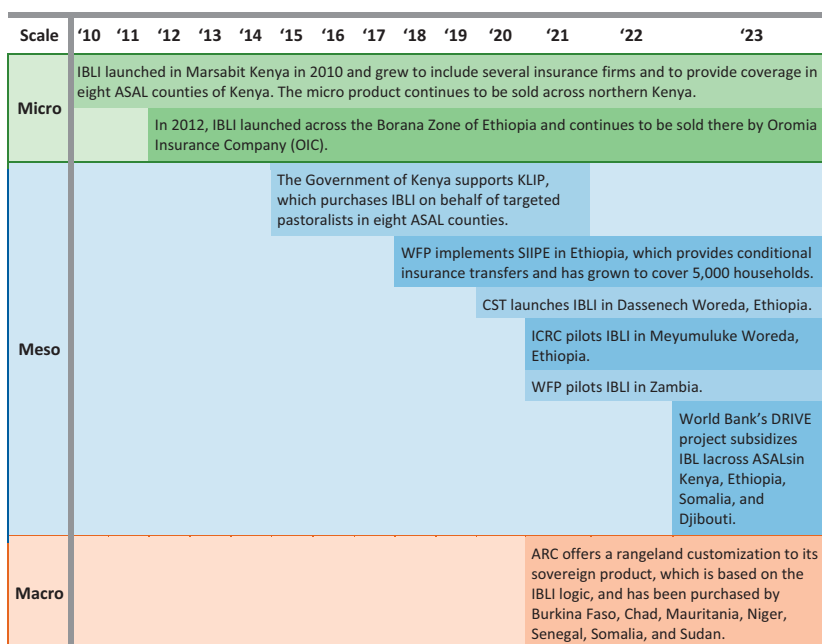 Scale ‘10 ‘11 ‘12 ‘13 ‘14 ‘15 ‘16 ‘17 ‘18 ‘19 ‘20 ‘21 ‘22 ‘23
Micro
IBLI launched in Marsabit Kenya in 2010 and grew to include several insurance firms and to provide coverage in
eight ASAL counties of Kenya. The micro product continues to be sold across northern Kenya.
In 2012, IBLI launched across the Borana Zone of Ethiopia and continues to be sold there by Oromia
Insurance Company (OIC).
Meso
The Government of Kenya supports KLIP,
which purchases IBLI on behalf of targeted
pastoralists in eight ASAL counties.
WFP implements SIIPE in Ethiopia, which provides conditional
insurance transfers and has grown to cover 5,000 households.
CST launches IBLI in Dassenech Woreda, Ethiopia.
ICRC pilots IBLI in Meyumuluke Woreda,
Ethiopia.
WFP pilots IBLI in Zambia.
World Bank’s DRIVE
project subsidizes
IBL Iacross ASALsin
Kenya, Ethiopia,
Somalia, and
Djibouti.
Macro
ARC offers a rangeland customization to its
sovereign product, which is based on the
IBLI logic, and has been purchased by
Burkina Faso, Chad, Mauritania, Niger,
Senegal, Somalia, and Sudan.